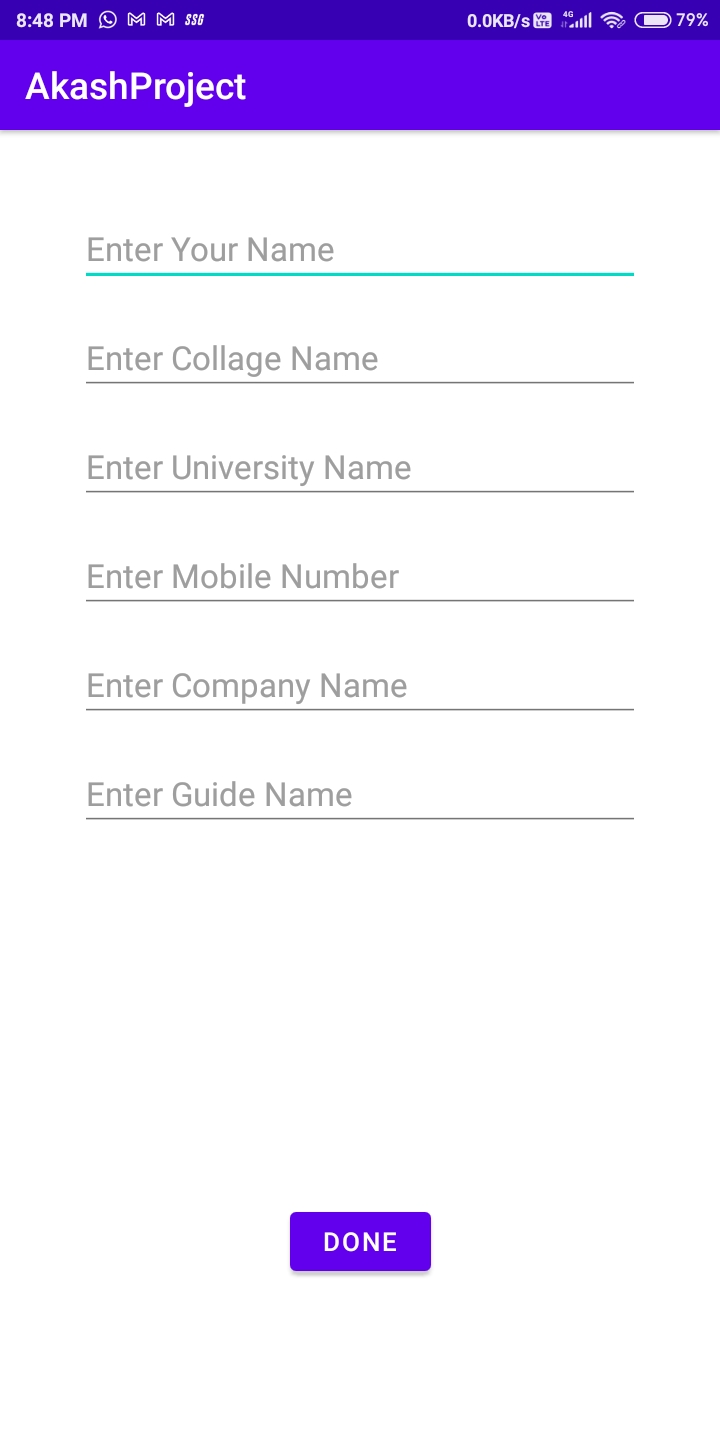 8:48 PM SSG 0.0KB/s Vo LTE 4G 79%
AkashProject
Enter Your Name
Enter Collage Name
Enter University Name
Enter Mobile Number
Enter Company Name
Enter Guide Name
DONE